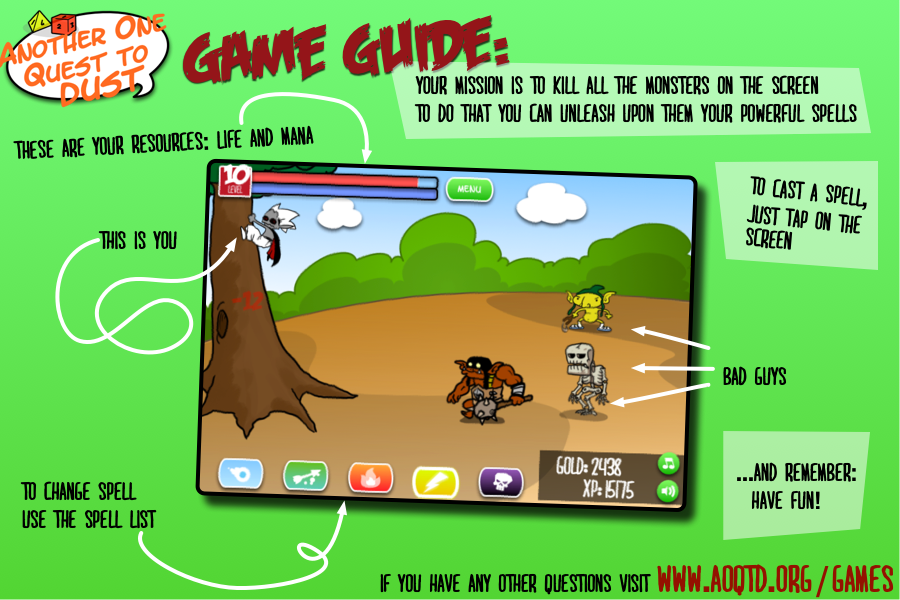 ANOTHER ONE
QUEST TO
DUST 2
GAME GUIDE:
YOUR MISSION IS TO KILL ALL THE MONSTERS ON THE SCREEN
TO DO THAT YOU CAN UNLEASH UPON THEM YOUR POWERFUL SPELLS
THESE ARE YOUR RESOURCES: LIFE AND MANA
10
LEVEL
MENU
TO CAST A SPELL,
JUST TAP ON THE
SCREEN
THIS IS YOU
-12
BAD GUYS
GOLD: 2438
XP: 15175
...AND REMEMBER:
HAVE FUN!
TO CHANGE SPELL
USE THE SPELL LIST
IF YOU HAVE ANY OTHER QUESTIONS VISIT WWW.AOQTD.ORG/GAMES